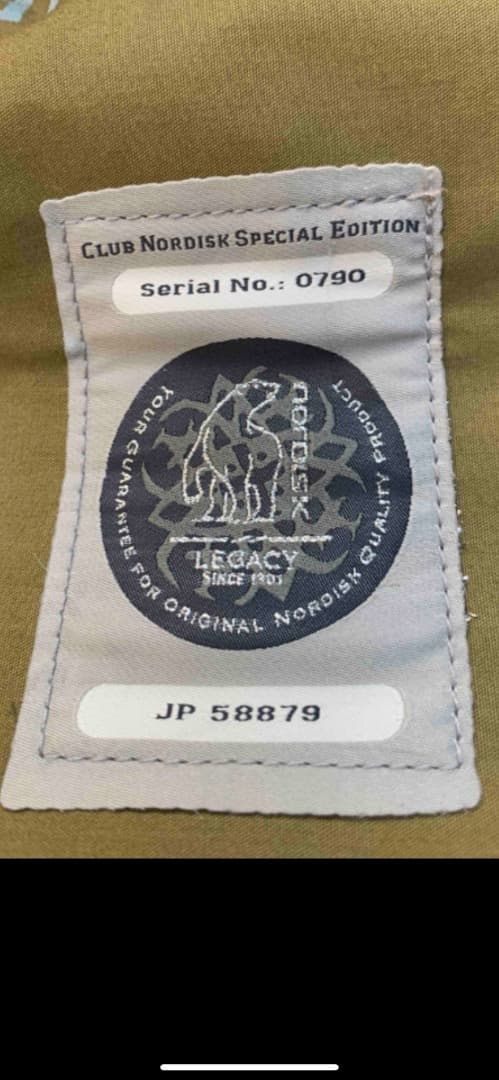 CLUB NORDISK SPECIAL EDITION
Serial No.: 0790
nordisk
LEGACY
SINCE 1901
YOUR GUARANTEE FOR ORIGINAL NORDISK QUALITY PRODUCT
JP 58879